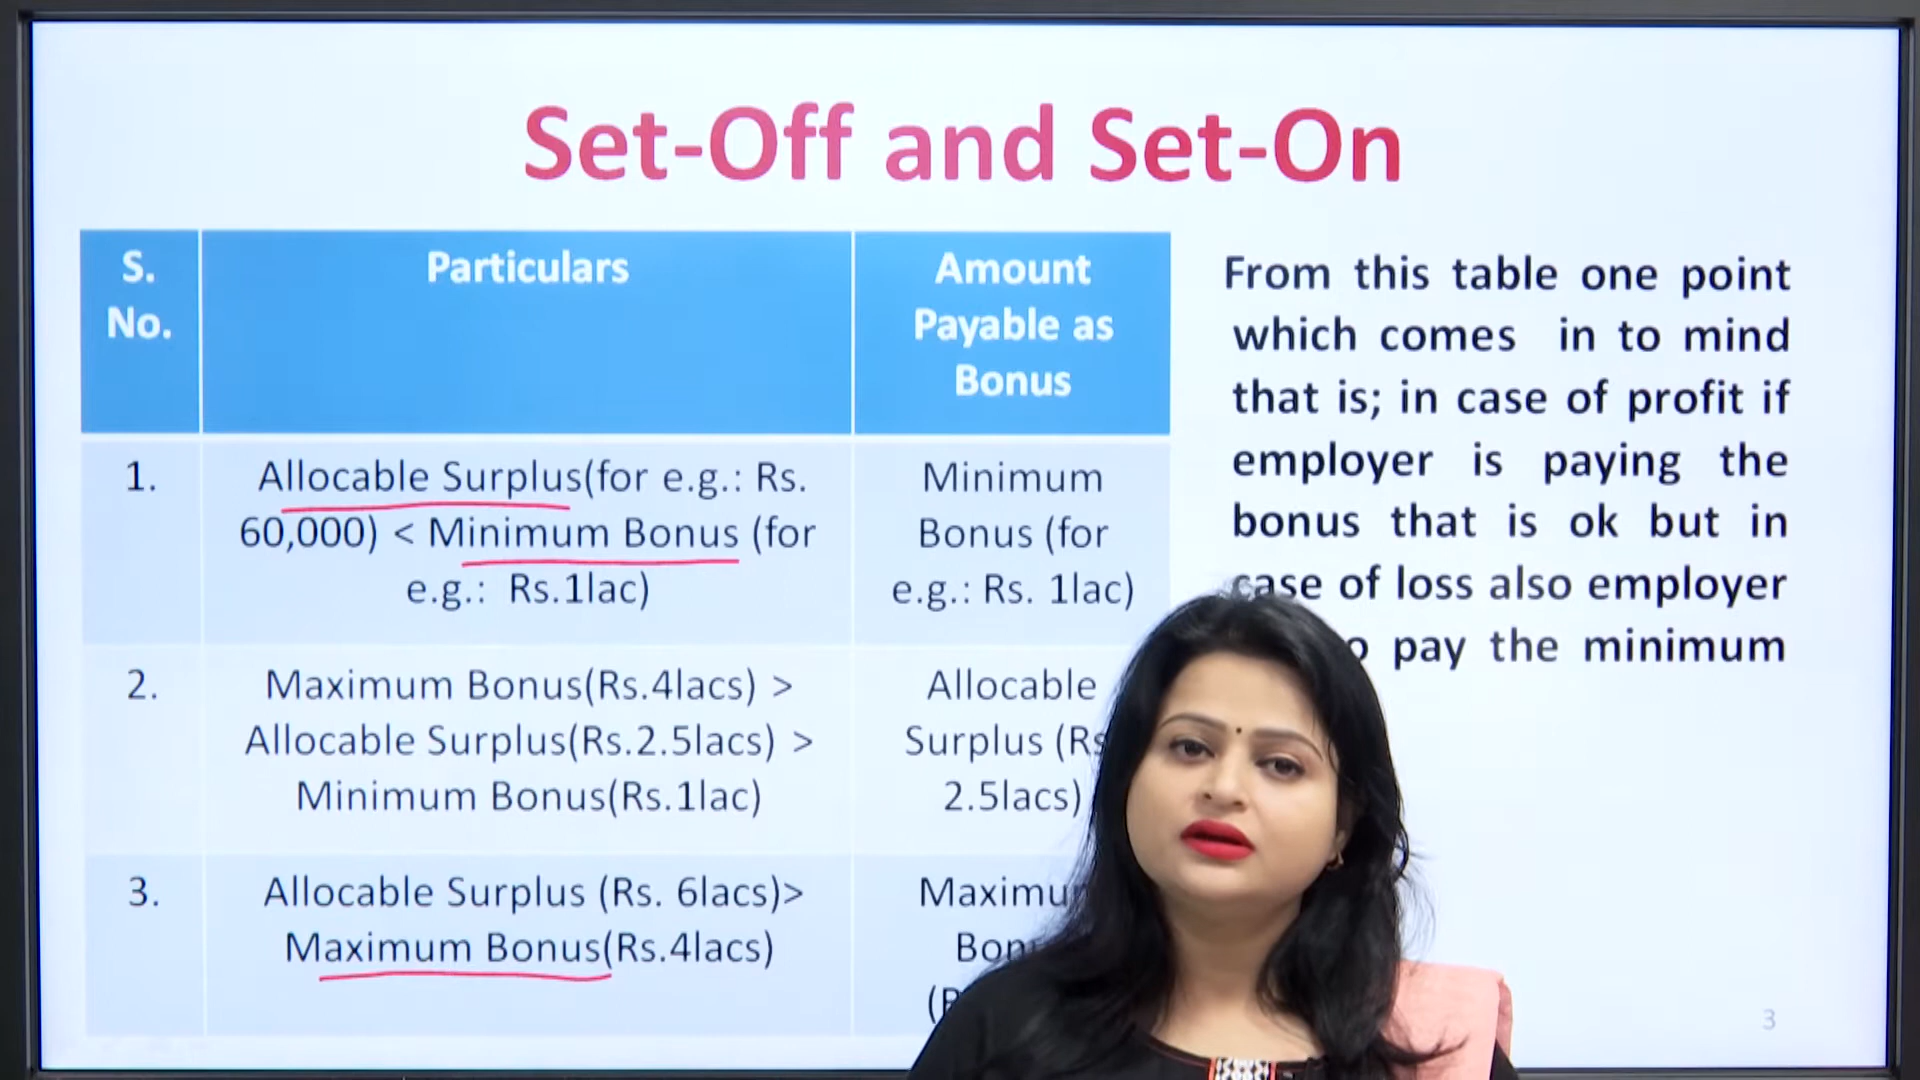 Set-Off and Set-On
S.
No.
Particulars
Amount
Payable as
Bonus
1.
Allocable Surplus(for e.g.: Rs.
60,000) < Minimum Bonus (for
e.g.: Rs.1lac)
Minimum
Bonus (for
e.g.: Rs. 1lac)
2.
Maximum Bonus(Rs.4lacs) >
Allocable Surplus(Rs.2.5lacs) >
Minimum Bonus(Rs.1lac)
Allocable
Surplus (Rs
2.5lacs)
3.
Allocable Surplus (Rs. 6lacs)>
Maximum Bonus(Rs.4lacs)
From this table one point
which comes in to mind
that is; in case of profit if
employer is paying the
bonus that is ok but in
case of loss also employer
pay the minimum
3